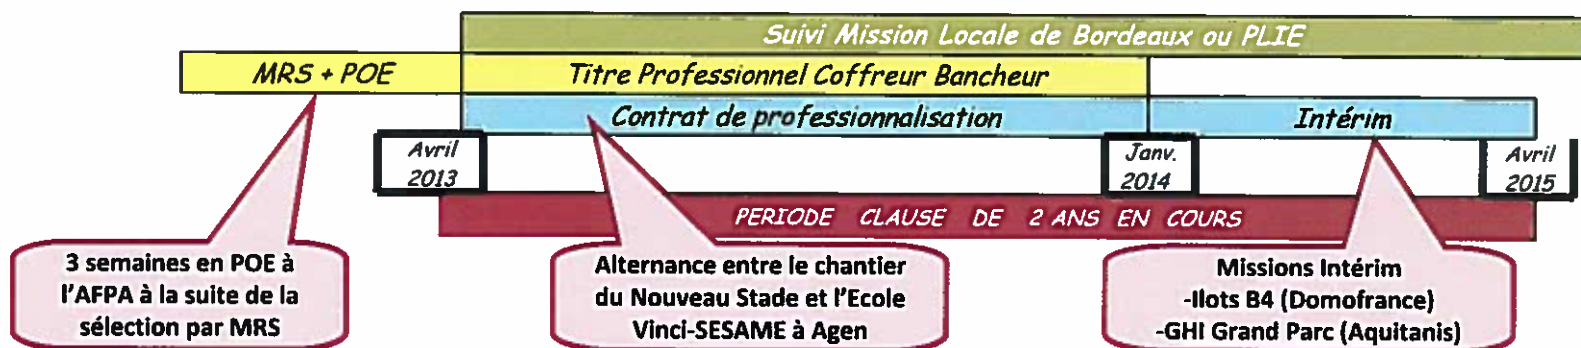 Suivi Mission Locale de Bordeaux ou PLIE
MRS + POE
Titre Professionnel Coffreur Bancheur
Contrat de professionnalisation
Intérim
Avril
2013
Janv.
2014
Avril
2015
PERIODE CLAUSE DE 2 ANS EN COURS
3 semaines en POE à
l'AFPA à la suite de la
sélection par MRS
Alternance entre le chantier
du Nouveau Stade et l'Ecole
Vinci-SESAME à Agen
Missions Intérim
-Ilots B4 (Domofrance)
-GHI Grand Parc (Aquitanis)